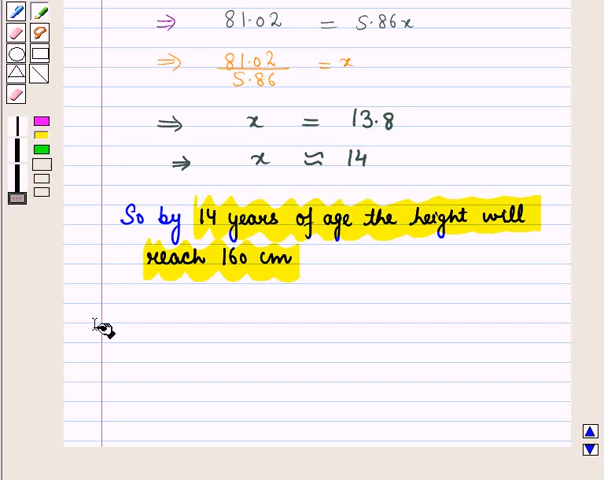 ⇒ 81.02 = 5.86x
⇒ 81.02/5.86 = x
⇒ x = 13.8
⇒ x ≈ 14
So by 14 years of age the height will
reach 160 cm